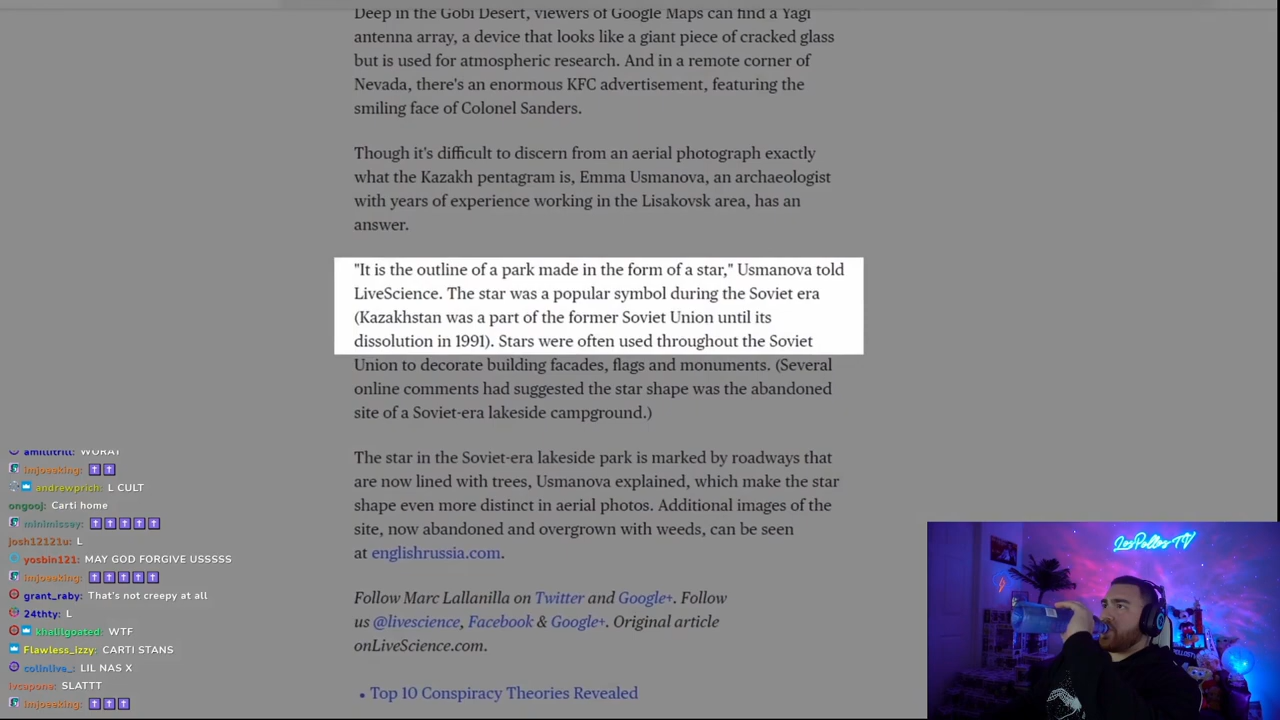 Deep in the Gobi Desert, viewers of Google Maps can find a Yagi
antenna array, a device that looks like a giant piece of cracked glass
but is used for atmospheric research. And in a remote corner of
Nevada, there's an enormous KFC advertisement, featuring the
smiling face of Colonel Sanders.
Though it's difficult to discern from an aerial photograph exactly
what the Kazakh pentagram is, Emma Usmanova, an archaeologist
with years of experience working in the Lisakovsk area, has an
answer.
"It is the outline of a park made in the form of a star," Usmanova told
LiveScience. The star was a popular symbol during the Soviet era
(Kazakhstan was a part of the former Soviet Union until its
dissolution in 1991). Stars were often used throughout the Soviet
Union to decorate building facades, flags and monuments. (Several
online comments had suggested the star shape was the abandoned
site of a Soviet-era lakeside campground.)
The star in the Soviet-era lakeside park is marked by roadways that
are now lined with trees, Usmanova explained, which make the star
shape even more distinct in aerial photos. Additional images of the
site, now abandoned and overgrown with weeds, can be seen
at englishrussia.com.
Follow Marc Lallanilla on Twitter and Google+. Follow
us @livescience, Facebook & Google+. Original article
onLiveScience.com.
• Top 10 Conspiracy Theories Revealed
amillitrill: WORAT
imjoeeking:
andrewprich: L CULT
ongooj: Carti home
minimissey:
josh12121u: L
yosbin121: MAY GOD FORGIVE USSSSS
imjoeeking:
grant_raby: That's not creepy at all
24thty: L
khalilgoated: WTF
Flawless_izzy: CARTI STANS
colinlive_: LIL NAS X
ivcapone: SLATTT
imjoeeking:
LosPollos TV